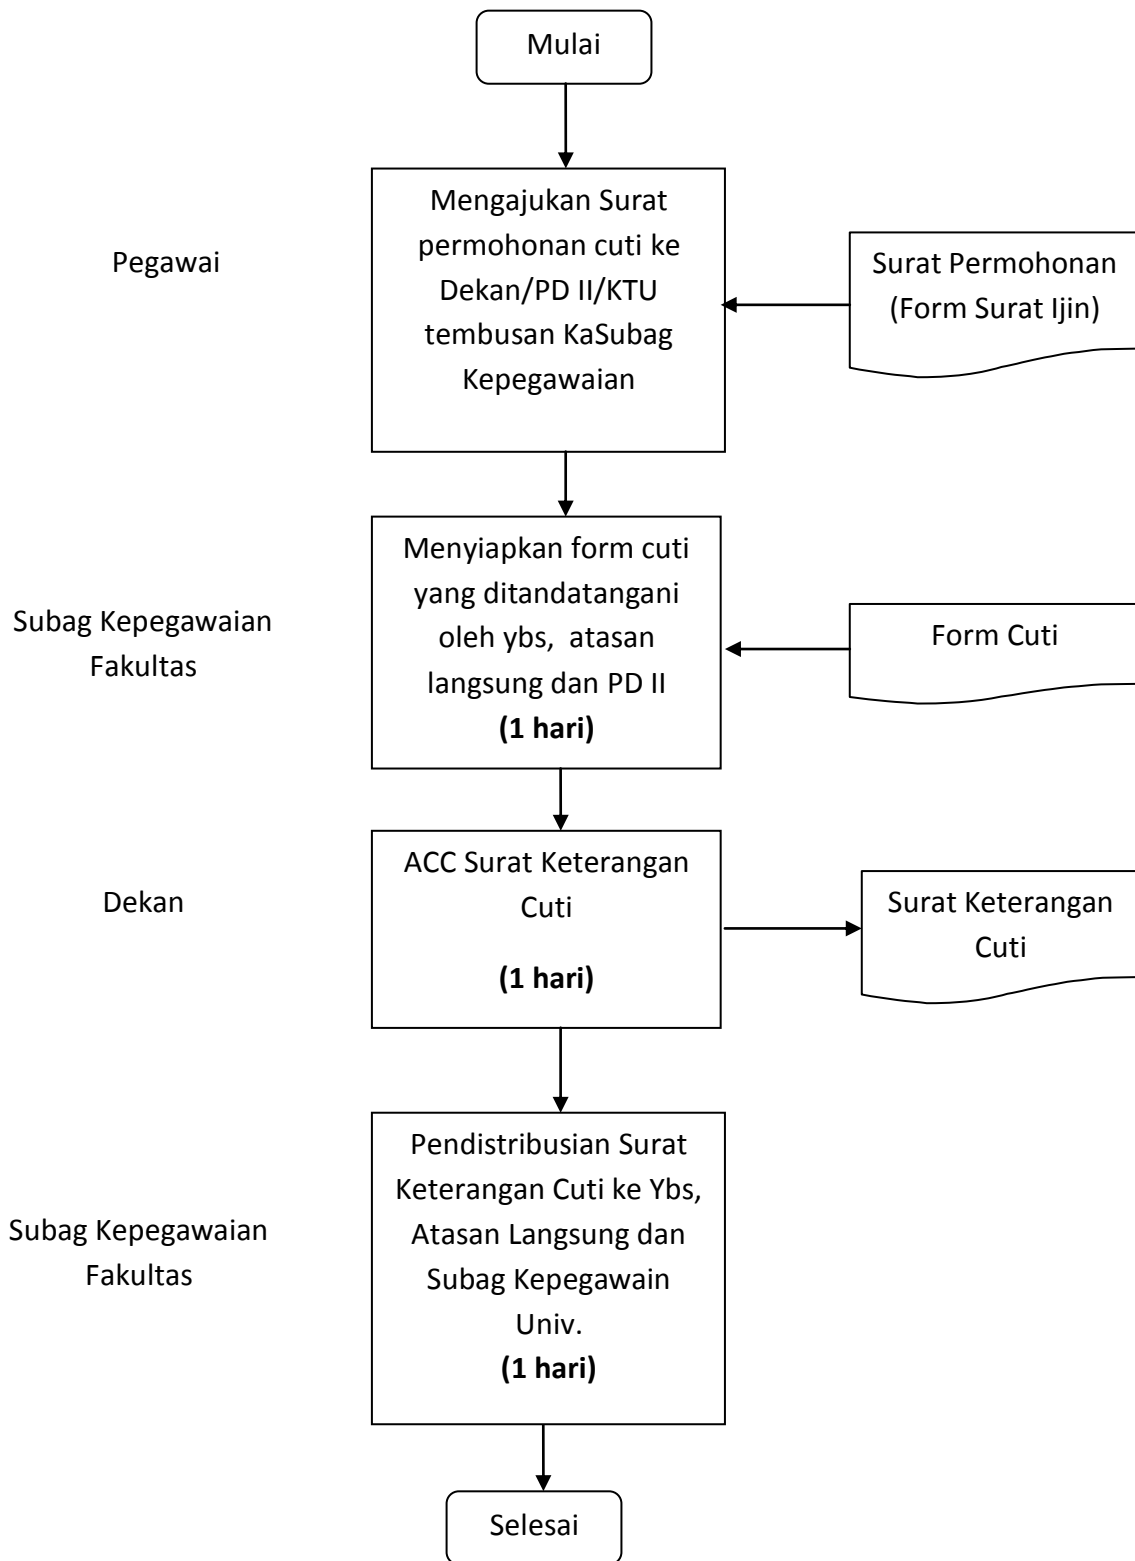 Mulai
Pegawai
Mengajukan Surat
permohonan cuti ke
Dekan/PD II/KTU
tembusan KaSubag
Kepegawaian
Surat Permohonan
(Form Surat Ijin)
Subag Kepegawaian
Fakultas
Menyiapkan form cuti
yang ditandatangani
oleh ybs, atasan
langsung dan PD II
(1 hari)
Form Cuti
Dekan
ACC Surat Keterangan
Cuti
(1 hari)
Surat Keterangan
Cuti
Subag Kepegawaian
Fakultas
Pendistribusian Surat
Keterangan Cuti ke Ybs,
Atasan Langsung dan
Subag Kepegawain
Univ.
(1 hari)
Selesai